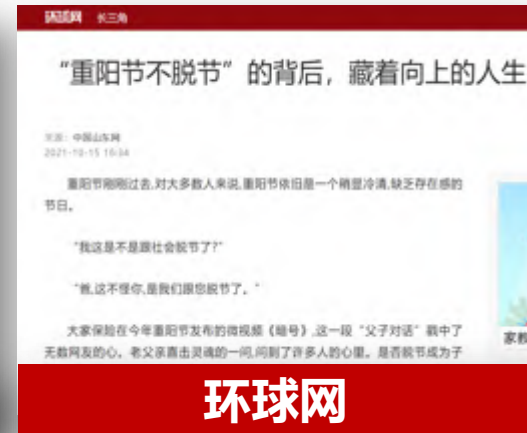 环球网 长三角
“重阳节不脱节”的背后，藏着向上的人生
来源：中国山东网
2021-10-15 16:34
重阳节刚刚过去,对大多数人来说,重阳节依旧是一个稍显冷清,缺乏存在感的
节日。
“我这是不是跟社会脱节了?”
“爸,这不怪你,是我们跟您脱节了。”
大家保险在今年重阳节发布的微视频《暗号》,这一段“父子对话”戳中了
无数网友的心。老父亲直击灵魂的一问,问到了许多人的心里。是否脱节成为子
家教
环球网